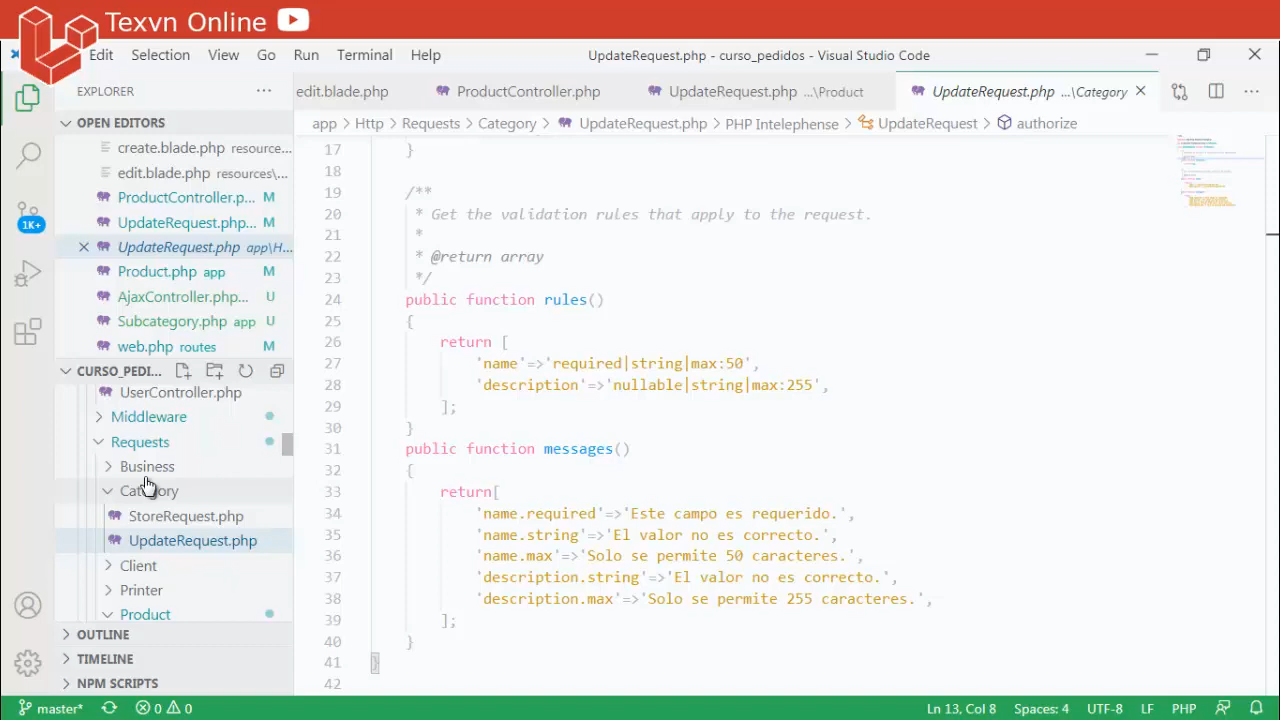 Texvn Online
Edit Selection View Go Run Terminal Help UpdateRequest.php - curso_pedidos - Visual Studio Code
EXPLORER ...
edit.blade.php ProductController.php UpdateRequest.php ...\Product UpdateRequest.php ...\Category
app > Http > Requests > Category > UpdateRequest.php > PHP Intelephense > UpdateRequest > authorize
OPEN EDITORS
create.blade.php resource...
edit.blade.php resources\...
ProductController.p... M
UpdateRequest.php... M
UpdateRequest.php app\H...
Product.php app M
AjaxController.php... U
Subcategory.php app U
web.php routes M
1K+
CURSO_PEDI...
UserController.php
Middleware
Requests
Business
Category
StoreRequest.php
UpdateRequest.php
Client
Printer
Product
OUTLINE
TIMELINE
NPM SCRIPTS
17 }
18
19 /**
20 * Get the validation rules that apply to the request.
21 *
22 * @return array
23 */
24 public function rules()
25 {
26 return [
27 'name'=>'required|string|max:50',
28 'description'=>'nullable|string|max:255',
29 ];
30 }
31 public function messages()
32 {
33 return[
34 'name.required'=>'Este campo es requerido.',
35 'name.string'=>'El valor no es correcto.',
36 'name.max'=>'Solo se permite 50 caracteres.',
37 'description.string'=>'El valor no es correcto.',
38 'description.max'=>'Solo se permite 255 caracteres.',
39 ];
40 }
41 }
42
master* 0 0 Ln 13, Col 8 Spaces: 4 UTF-8 LF PHP